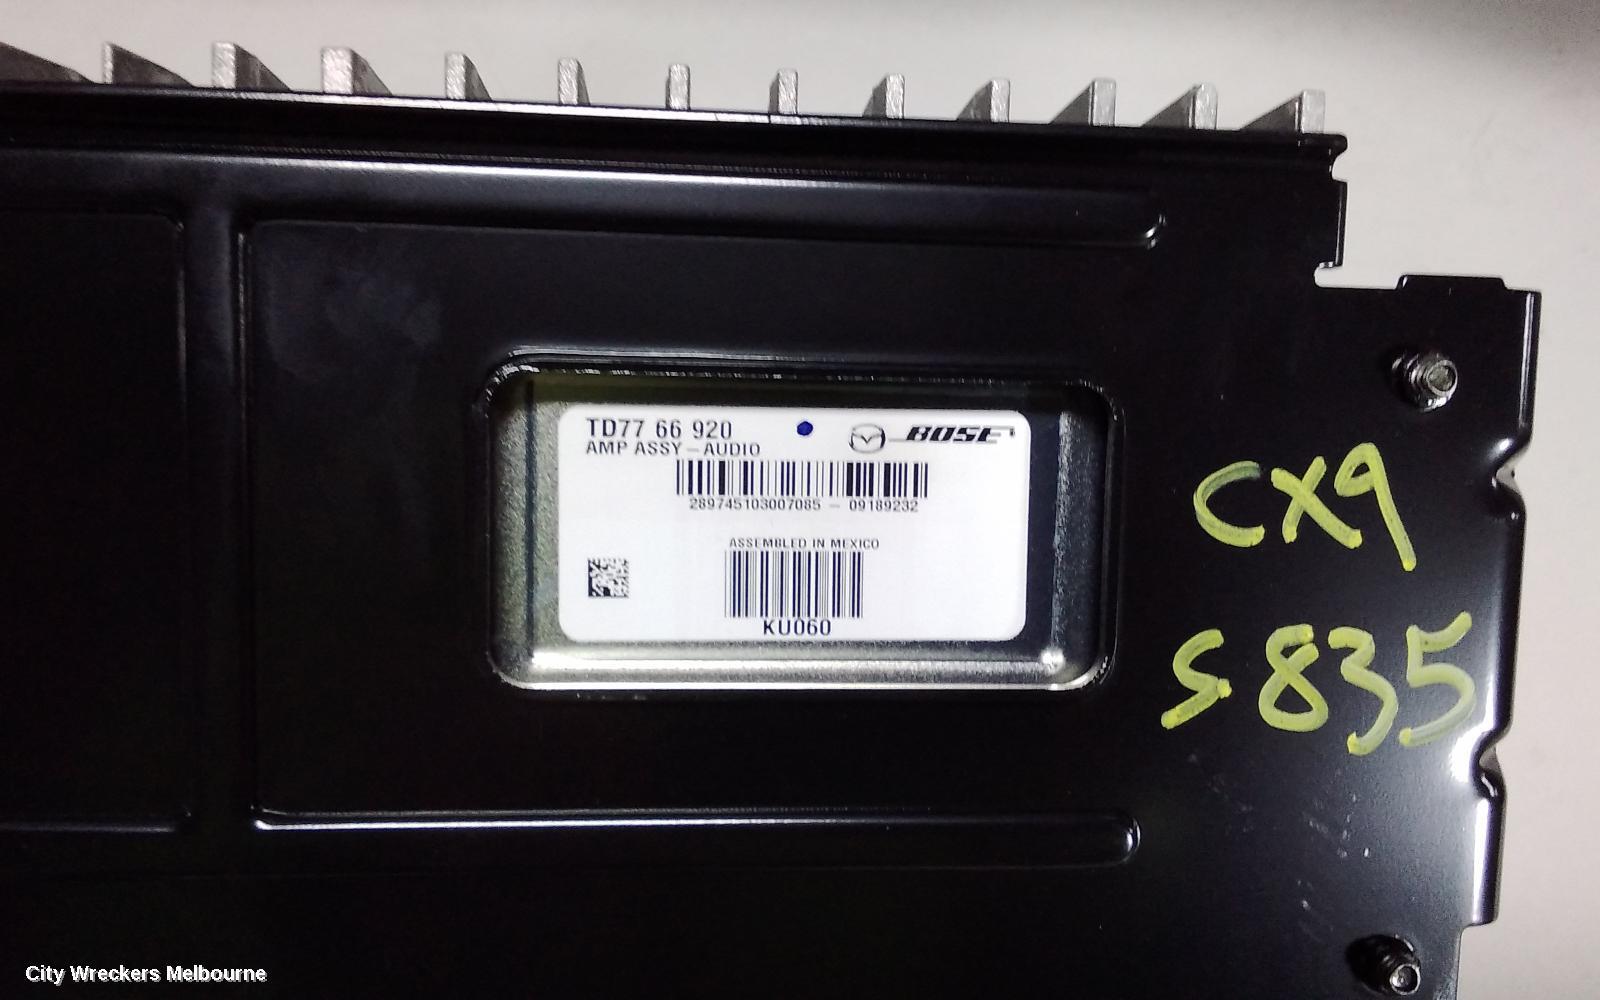 TD77 66 920
BOSE
AMP ASSY - AUDIO
289745103007085 - 09189232
ASSEMBLED IN MEXICO
KU060
CX9
S835
City Wreckers Melbourne